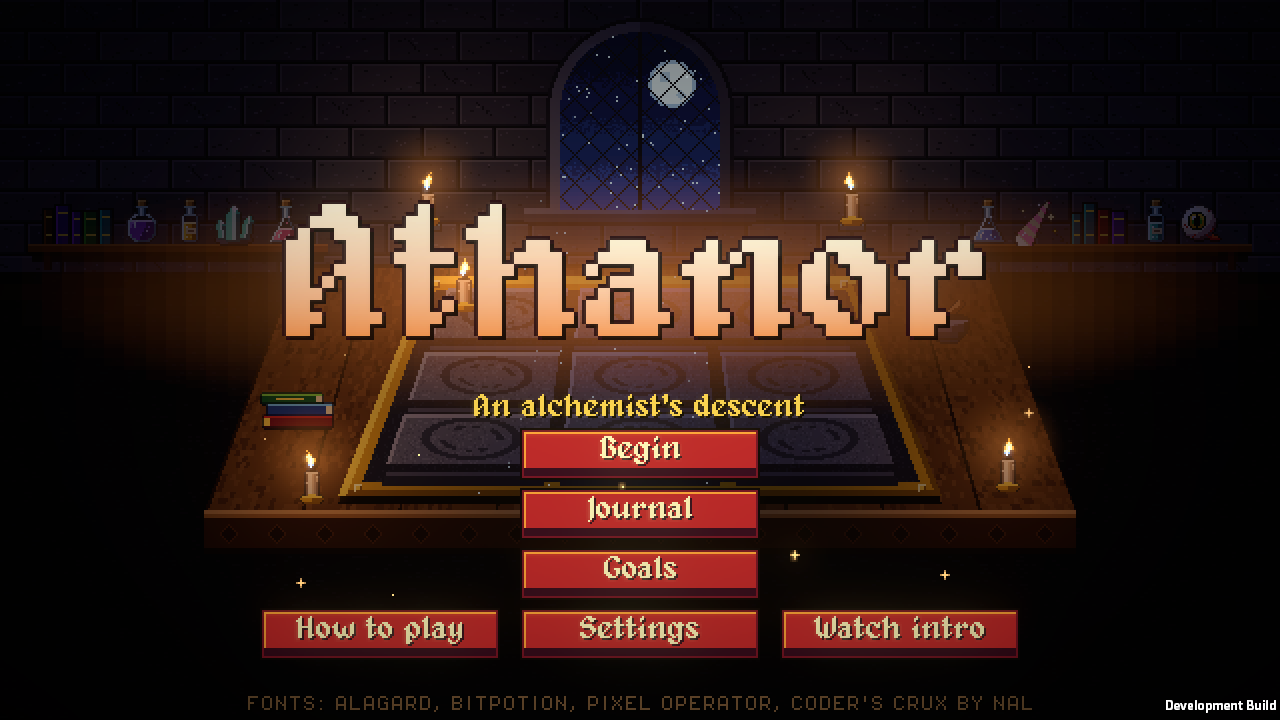 Athanor
An alchemist's descent
Begin
Journal
Goals
How to play
Settings
Watch intro
FONTS: ALAGARD, BITPOTION, PIXEL OPERATOR, CODER'S CRUX BY NAL
Development Build